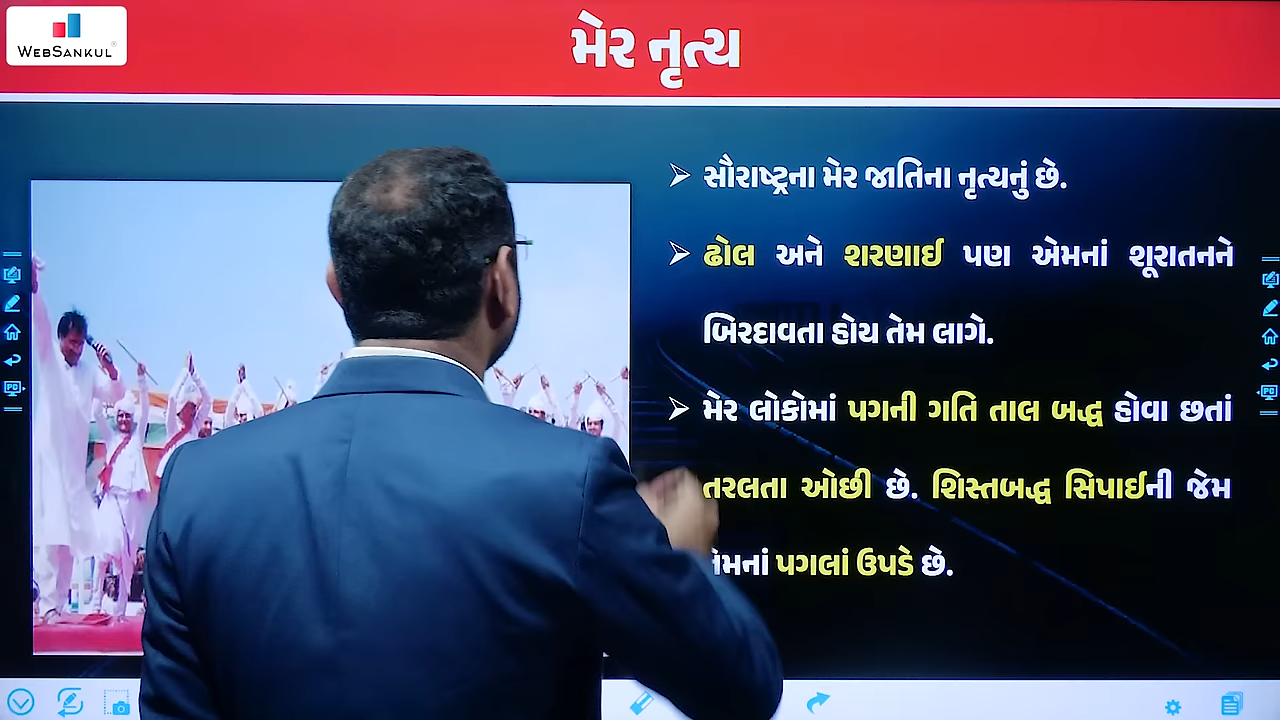 WEBSANKUL
મેર નૃત્ય
સૌરાષ્ટ્રના મેર જાતિના નૃત્યનું છે.
ઢોલ અને શરણાઈ પણ એમનાં શૂરાતનને
બિરદાવતા હોય તેમ લાગે.
મેર લોકોમાં પગની ગતિ તાલ બદ્ધ હોવા છતાં
તરલતા ઓછી છે. શિસ્તબદ્ધ સિપાઈની જેમ
પગલાં ઉપડે છે.